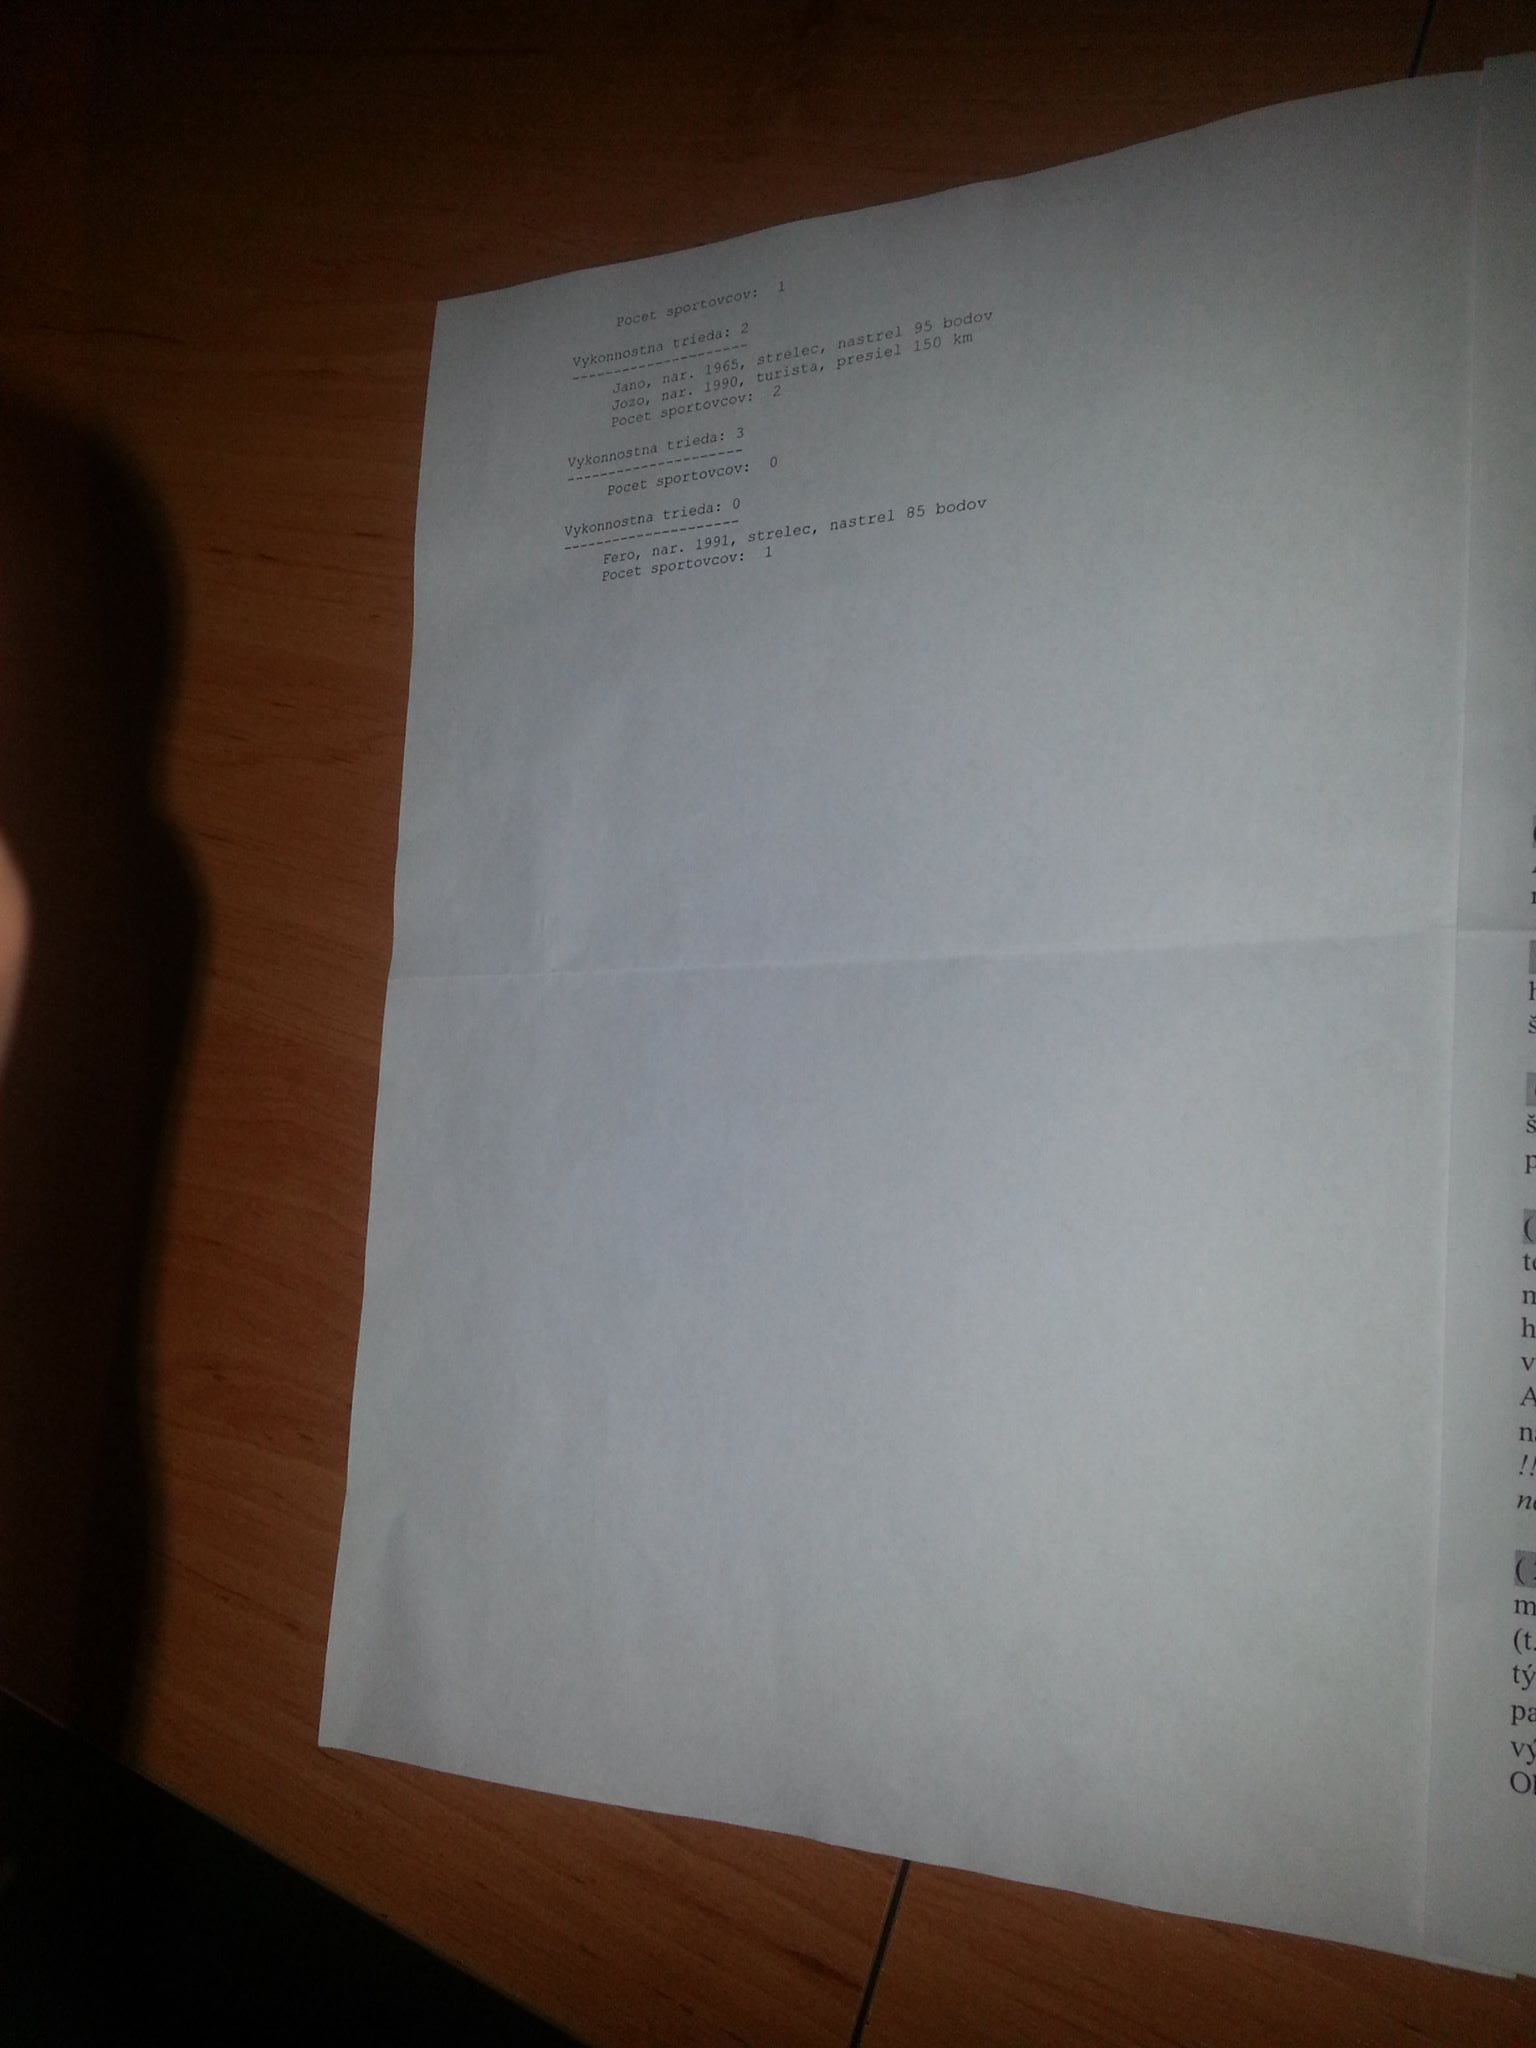 Pocet sportovcov: 1
Vykonnostna trieda: 2
---------------------
Jano, nar. 1965, strelec, nastrel 95 bodov
Jozo, nar. 1990, turista, presiel 150 km
Pocet sportovcov: 2
Vykonnostna trieda: 3
---------------------
Pocet sportovcov: 0
Vykonnostna trieda: 0
---------------------
Fero, nar. 1991, strelec, nastrel 85 bodov
Pocet sportovcov: 1